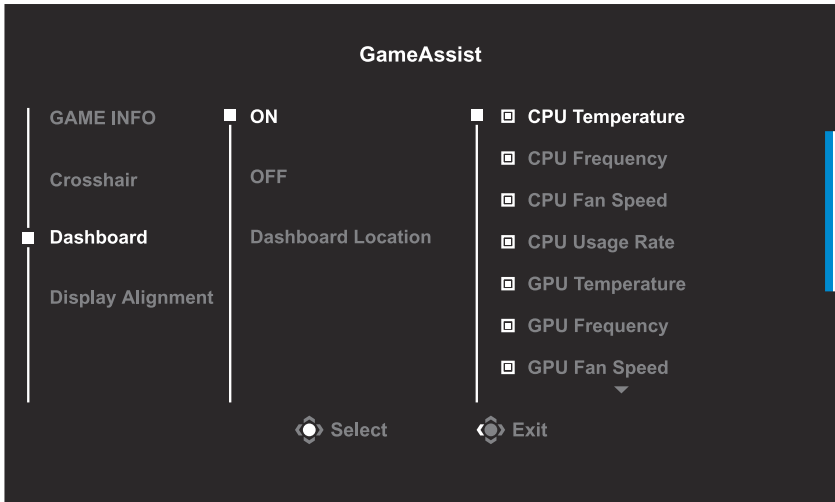 GameAssist
GAME INFO
Crosshair
Dashboard
Display Alignment
ON
OFF
Dashboard Location
CPU Temperature
CPU Frequency
CPU Fan Speed
CPU Usage Rate
GPU Temperature
GPU Frequency
GPU Fan Speed
Select
Exit